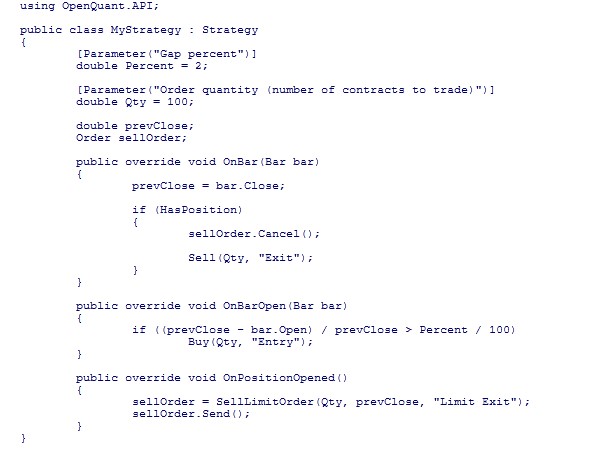 using OpenQuant.API;
public class MyStrategy : Strategy
{
[Parameter("Gap percent")]
double Percent = 2;
[Parameter("Order quantity (number of contracts to trade)")]
double Qty = 100;
double prevClose;
Order sellOrder;
public override void OnBar(Bar bar)
{
prevClose = bar.Close;
if (HasPosition)
{
sellOrder.Cancel();
Sell(Qty, "Exit");
}
}
public override void OnBarOpen(Bar bar)
{
if ((prevClose - bar.Open) / prevClose > Percent / 100)
Buy(Qty, "Entry");
}
public override void OnPositionOpened()
{
sellOrder = SellLimitOrder(Qty, prevClose, "Limit Exit");
sellOrder.Send();
}
}